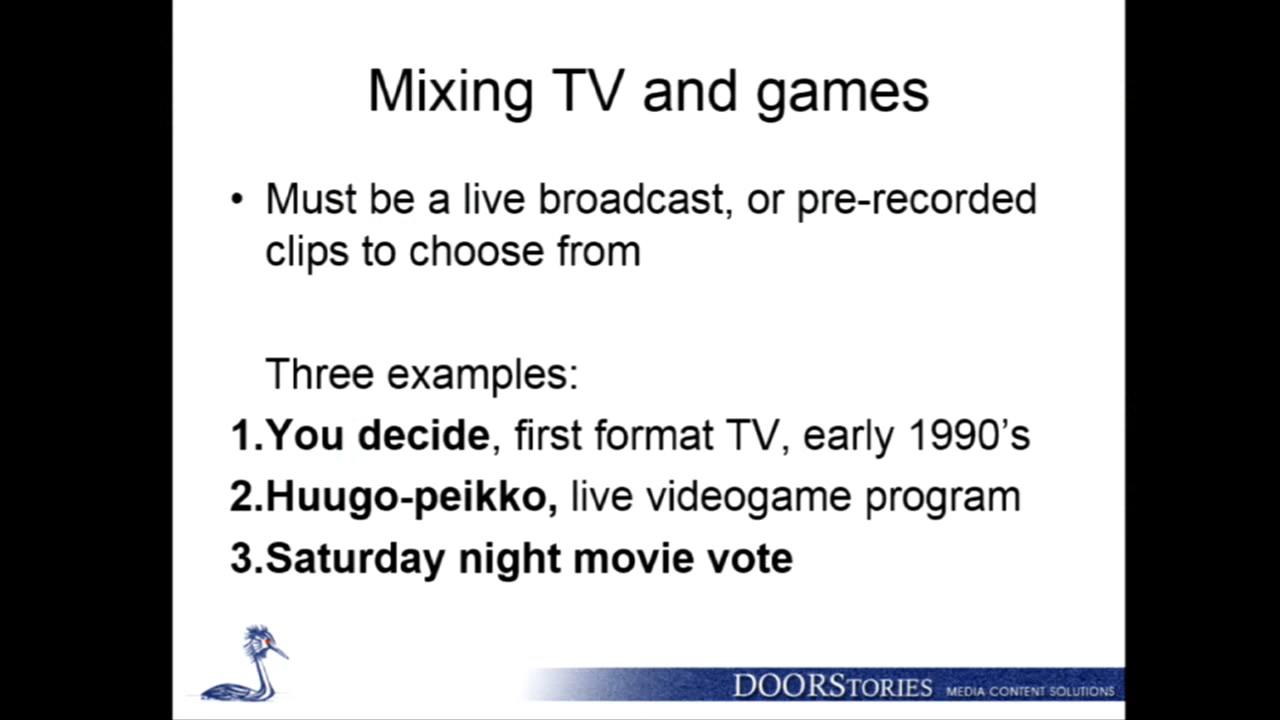 Mixing TV and games
• Must be a live broadcast, or pre-recorded
clips to choose from
Three examples:
1.You decide, first format TV, early 1990’s
2.Huugo-peikko, live videogame program
3.Saturday night movie vote
DOORSTORIES MEDIA CONTENT SOLUTIONS